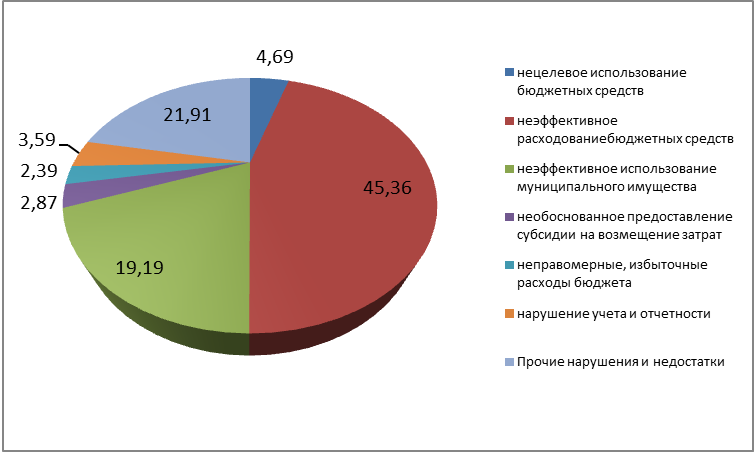 4,69
21,91
3,59
2,39
2,87
45,36
19,19
нецелевое использование
бюджетных средств
неэффективное
расходованиебюджетных средств
неэффективное использование
муниципального имущества
необоснованное предоставление
субсидии на возмещение затрат
неправомерные, избыточные
расходы бюджета
нарушение учета и отчетности
Прочие нарушения и недостатки